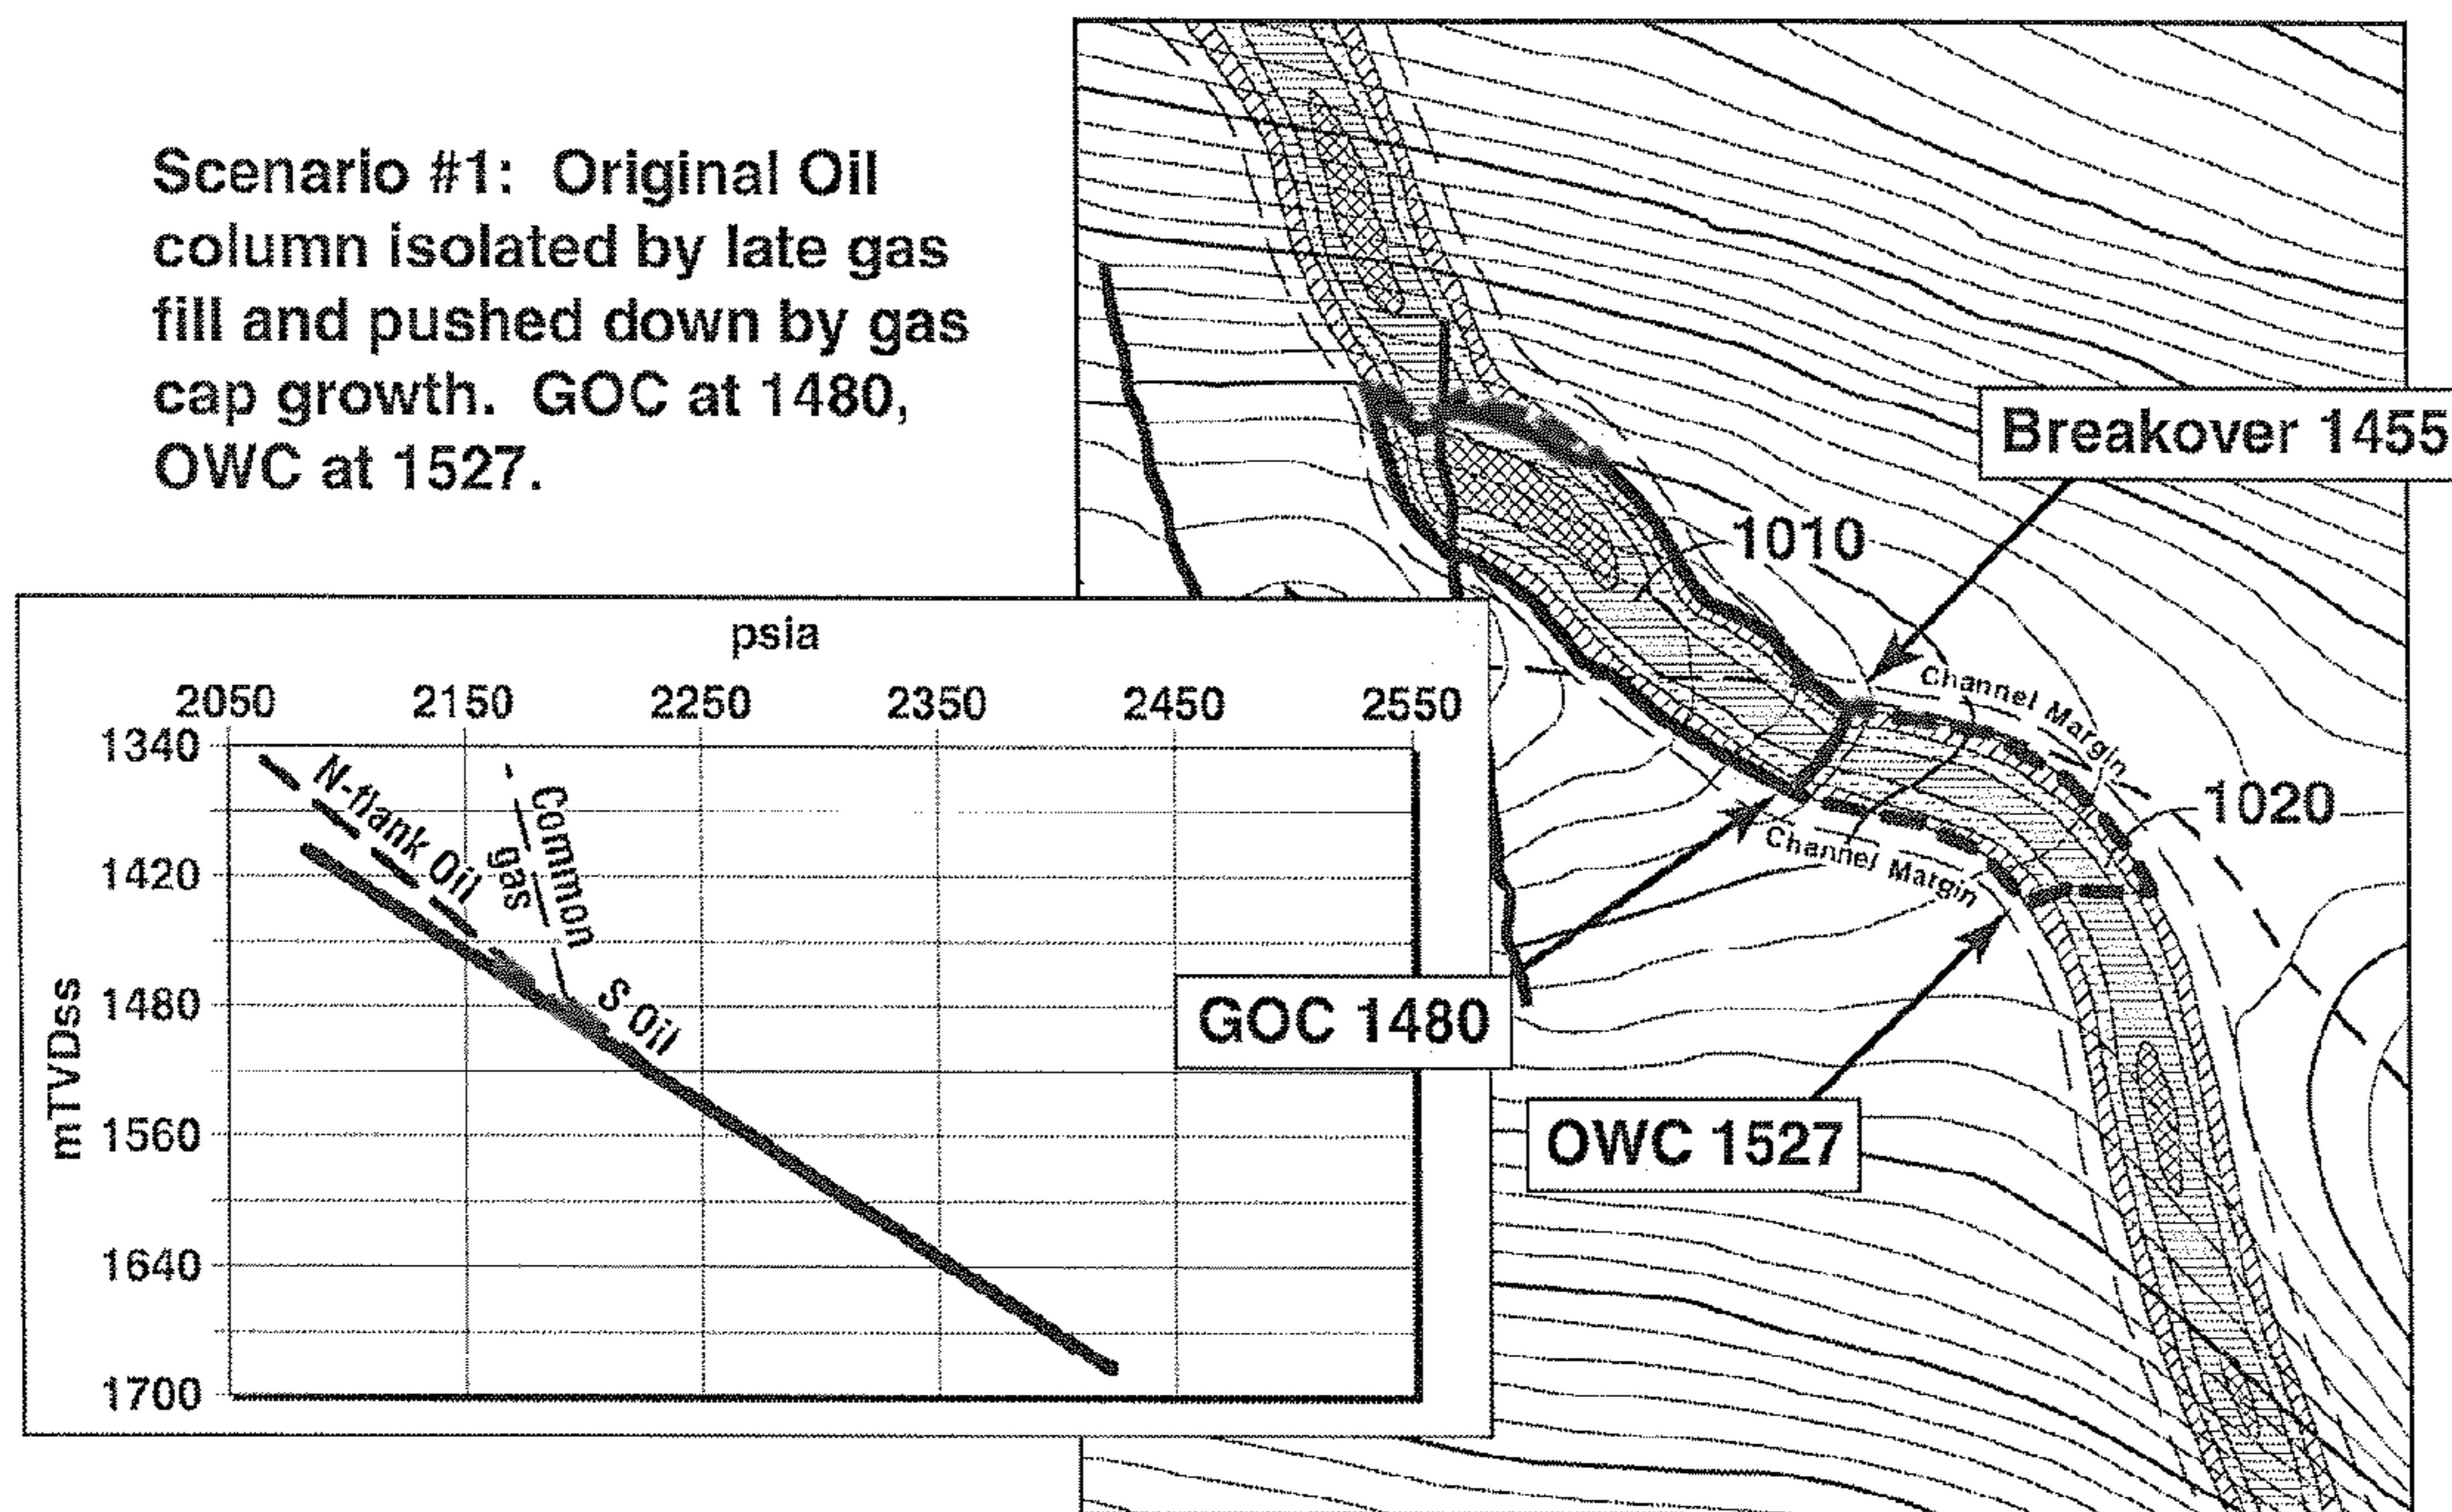 Scenario #1: Original Oil
column isolated by late gas
fill and pushed down by gas
cap growth. GOC at 1480,
OWC at 1527.
Breakover 1455
1010
Channel Margin
1020
Channel Margin
GOC 1480
OWC 1527
psia
2050 2150 2250 2350 2450 2550
mTVDss
1340
1420
1480
1560
1640
1700
N-flank Oil
Common
gas
S-Oil